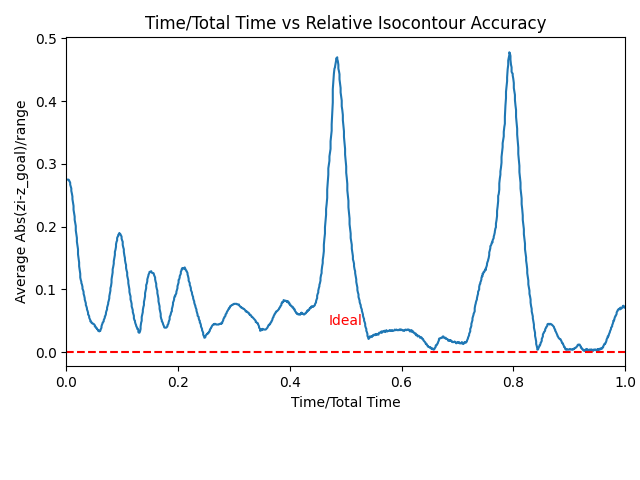 Time/Total Time vs Relative Isocontour Accuracy
Average Abs(zi-z_goal)/range
0.5
0.4
0.3
0.2
0.1
0.0
Ideal
0.0 0.2 0.4 0.6 0.8 1.0
Time/Total Time